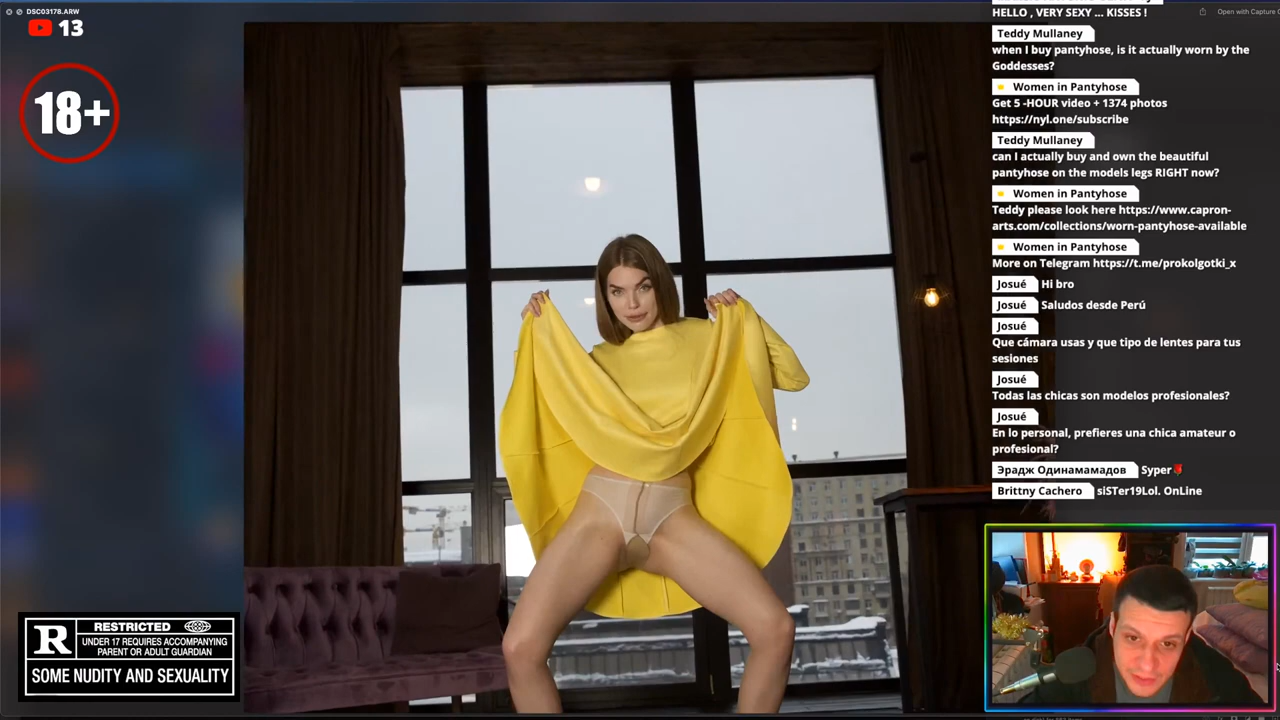 DSC03178.ARW
Open with Capture
13
18+
HELLO , VERY SEXY ... KISSES !
Teddy Mullaney
when I buy pantyhose, is it actually worn by the
Goddesses?
Women in Pantyhose
Get 5 -HOUR video + 1374 photos
https://nyl.one/subscribe
Teddy Mullaney
can I actually buy and own the beautiful
pantyhose on the models legs RIGHT now?
Women in Pantyhose
Teddy please look here https://www.capron-
arts.com/collections/worn-pantyhose-available
Women in Pantyhose
More on Telegram https://t.me/prokolgotki_x
Josué Hi bro
Josué Saludos desde Perú
Josué
Que cámara usas y que tipo de lentes para tus
sesiones
Josué
Todas las chicas son modelos profesionales?
Josué
En lo personal, prefieres una chica amateur o
profesional?
Эрадж Одинамамадов Syper
Brittny Cachero siSTer19Lol. OnLine
R
RESTRICTED
UNDER 17 REQUIRES ACCOMPANYING
PARENT OR ADULT GUARDIAN
SOME NUDITY AND SEXUALITY